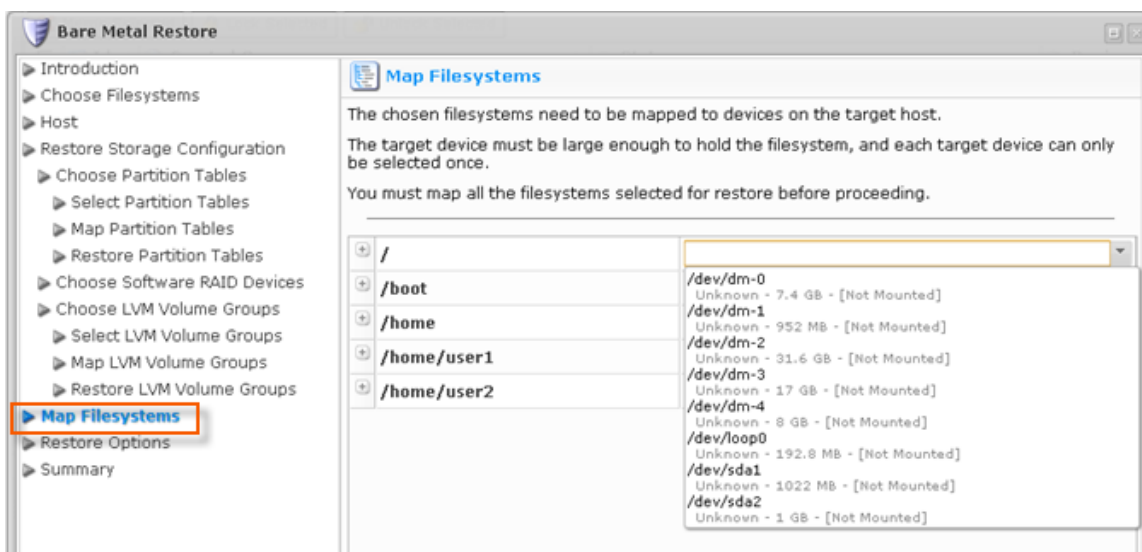 Bare Metal Restore
Introduction
Choose Filesystems
Host
Restore Storage Configuration
Choose Partition Tables
Select Partition Tables
Map Partition Tables
Restore Partition Tables
Choose Software RAID Devices
Choose LVM Volume Groups
Select LVM Volume Groups
Map LVM Volume Groups
Restore LVM Volume Groups
Map Filesystems
Restore Options
Summary
Map Filesystems
The chosen filesystems need to be mapped to devices on the target host.
The target device must be large enough to hold the filesystem, and each target device can only
be selected once.
You must map all the filesystems selected for restore before proceeding.
/
/boot
/home
/home/user1
/home/user2
/dev/dm-0
Unknown - 7.4 GB - [Not Mounted]
/dev/dm-1
Unknown - 952 MB - [Not Mounted]
/dev/dm-2
Unknown - 31.6 GB - [Not Mounted]
/dev/dm-3
Unknown - 17 GB - [Not Mounted]
/dev/dm-4
Unknown - 8 GB - [Not Mounted]
/dev/loop0
Unknown - 192.8 MB - [Not Mounted]
/dev/sda1
Unknown - 1022 MB - [Not Mounted]
/dev/sda2
Unknown - 1 GB - [Not Mounted]